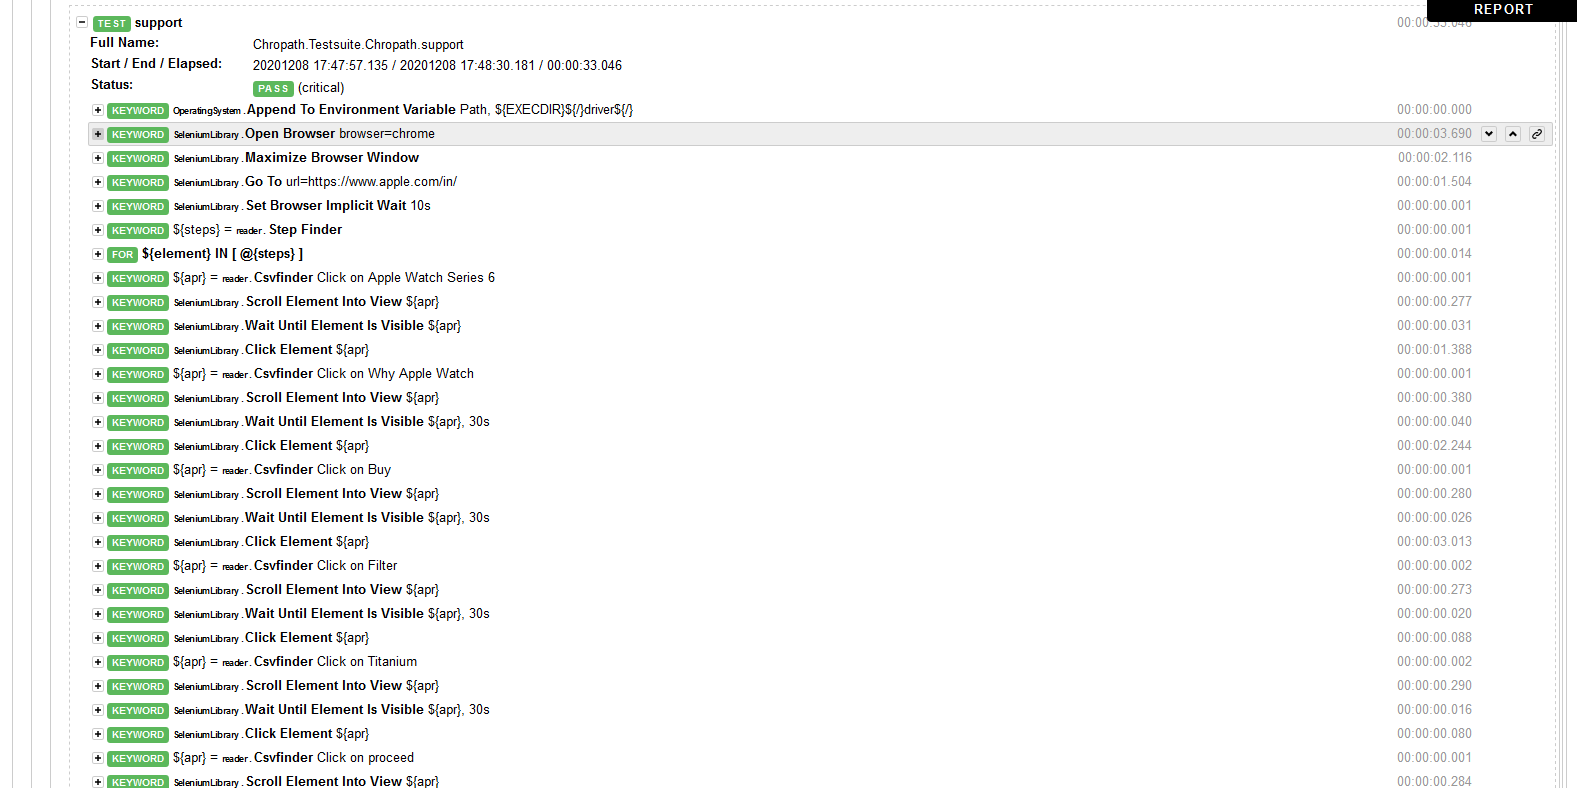 REPORT
TEST support 00:00:33.046
Full Name: Chropath.Testsuite.Chropath.support
Start / End / Elapsed: 20201208 17:47:57.135 / 20201208 17:48:30.181 / 00:00:33.046
Status: PASS (critical)
KEYWORD OperatingSystem . Append To Environment Variable Path, ${EXECDIR}${/}driver${/} 00:00:00.000
KEYWORD SeleniumLibrary . Open Browser browser=chrome 00:00:03.690
KEYWORD SeleniumLibrary . Maximize Browser Window 00:00:02.116
KEYWORD SeleniumLibrary . Go To url=https://www.apple.com/in/ 00:00:01.504
KEYWORD SeleniumLibrary . Set Browser Implicit Wait 10s 00:00:00.001
KEYWORD ${steps} = reader . Step Finder 00:00:00.001
FOR ${element} IN [ @{steps} ] 00:00:00.014
KEYWORD ${apr} = reader . Csvfinder Click on Apple Watch Series 6 00:00:00.001
KEYWORD SeleniumLibrary . Scroll Element Into View ${apr} 00:00:00.277
KEYWORD SeleniumLibrary . Wait Until Element Is Visible ${apr} 00:00:00.031
KEYWORD SeleniumLibrary . Click Element ${apr} 00:00:01.388
KEYWORD ${apr} = reader . Csvfinder Click on Why Apple Watch 00:00:00.001
KEYWORD SeleniumLibrary . Scroll Element Into View ${apr} 00:00:00.380
KEYWORD SeleniumLibrary . Wait Until Element Is Visible ${apr}, 30s 00:00:00.040
KEYWORD SeleniumLibrary . Click Element ${apr} 00:00:02.244
KEYWORD ${apr} = reader . Csvfinder Click on Buy 00:00:00.001
KEYWORD SeleniumLibrary . Scroll Element Into View ${apr} 00:00:00.280
KEYWORD SeleniumLibrary . Wait Until Element Is Visible ${apr}, 30s 00:00:00.026
KEYWORD SeleniumLibrary . Click Element ${apr} 00:00:03.013
KEYWORD ${apr} = reader . Csvfinder Click on Filter 00:00:00.002
KEYWORD SeleniumLibrary . Scroll Element Into View ${apr} 00:00:00.273
KEYWORD SeleniumLibrary . Wait Until Element Is Visible ${apr}, 30s 00:00:00.020
KEYWORD SeleniumLibrary . Click Element ${apr} 00:00:00.088
KEYWORD ${apr} = reader . Csvfinder Click on Titanium 00:00:00.002
KEYWORD SeleniumLibrary . Scroll Element Into View ${apr} 00:00:00.290
KEYWORD SeleniumLibrary . Wait Until Element Is Visible ${apr}, 30s 00:00:00.016
KEYWORD SeleniumLibrary . Click Element ${apr} 00:00:00.080
KEYWORD ${apr} = reader . Csvfinder Click on proceed 00:00:00.001
KEYWORD SeleniumLibrary . Scroll Element Into View ${apr} 00:00:00.284